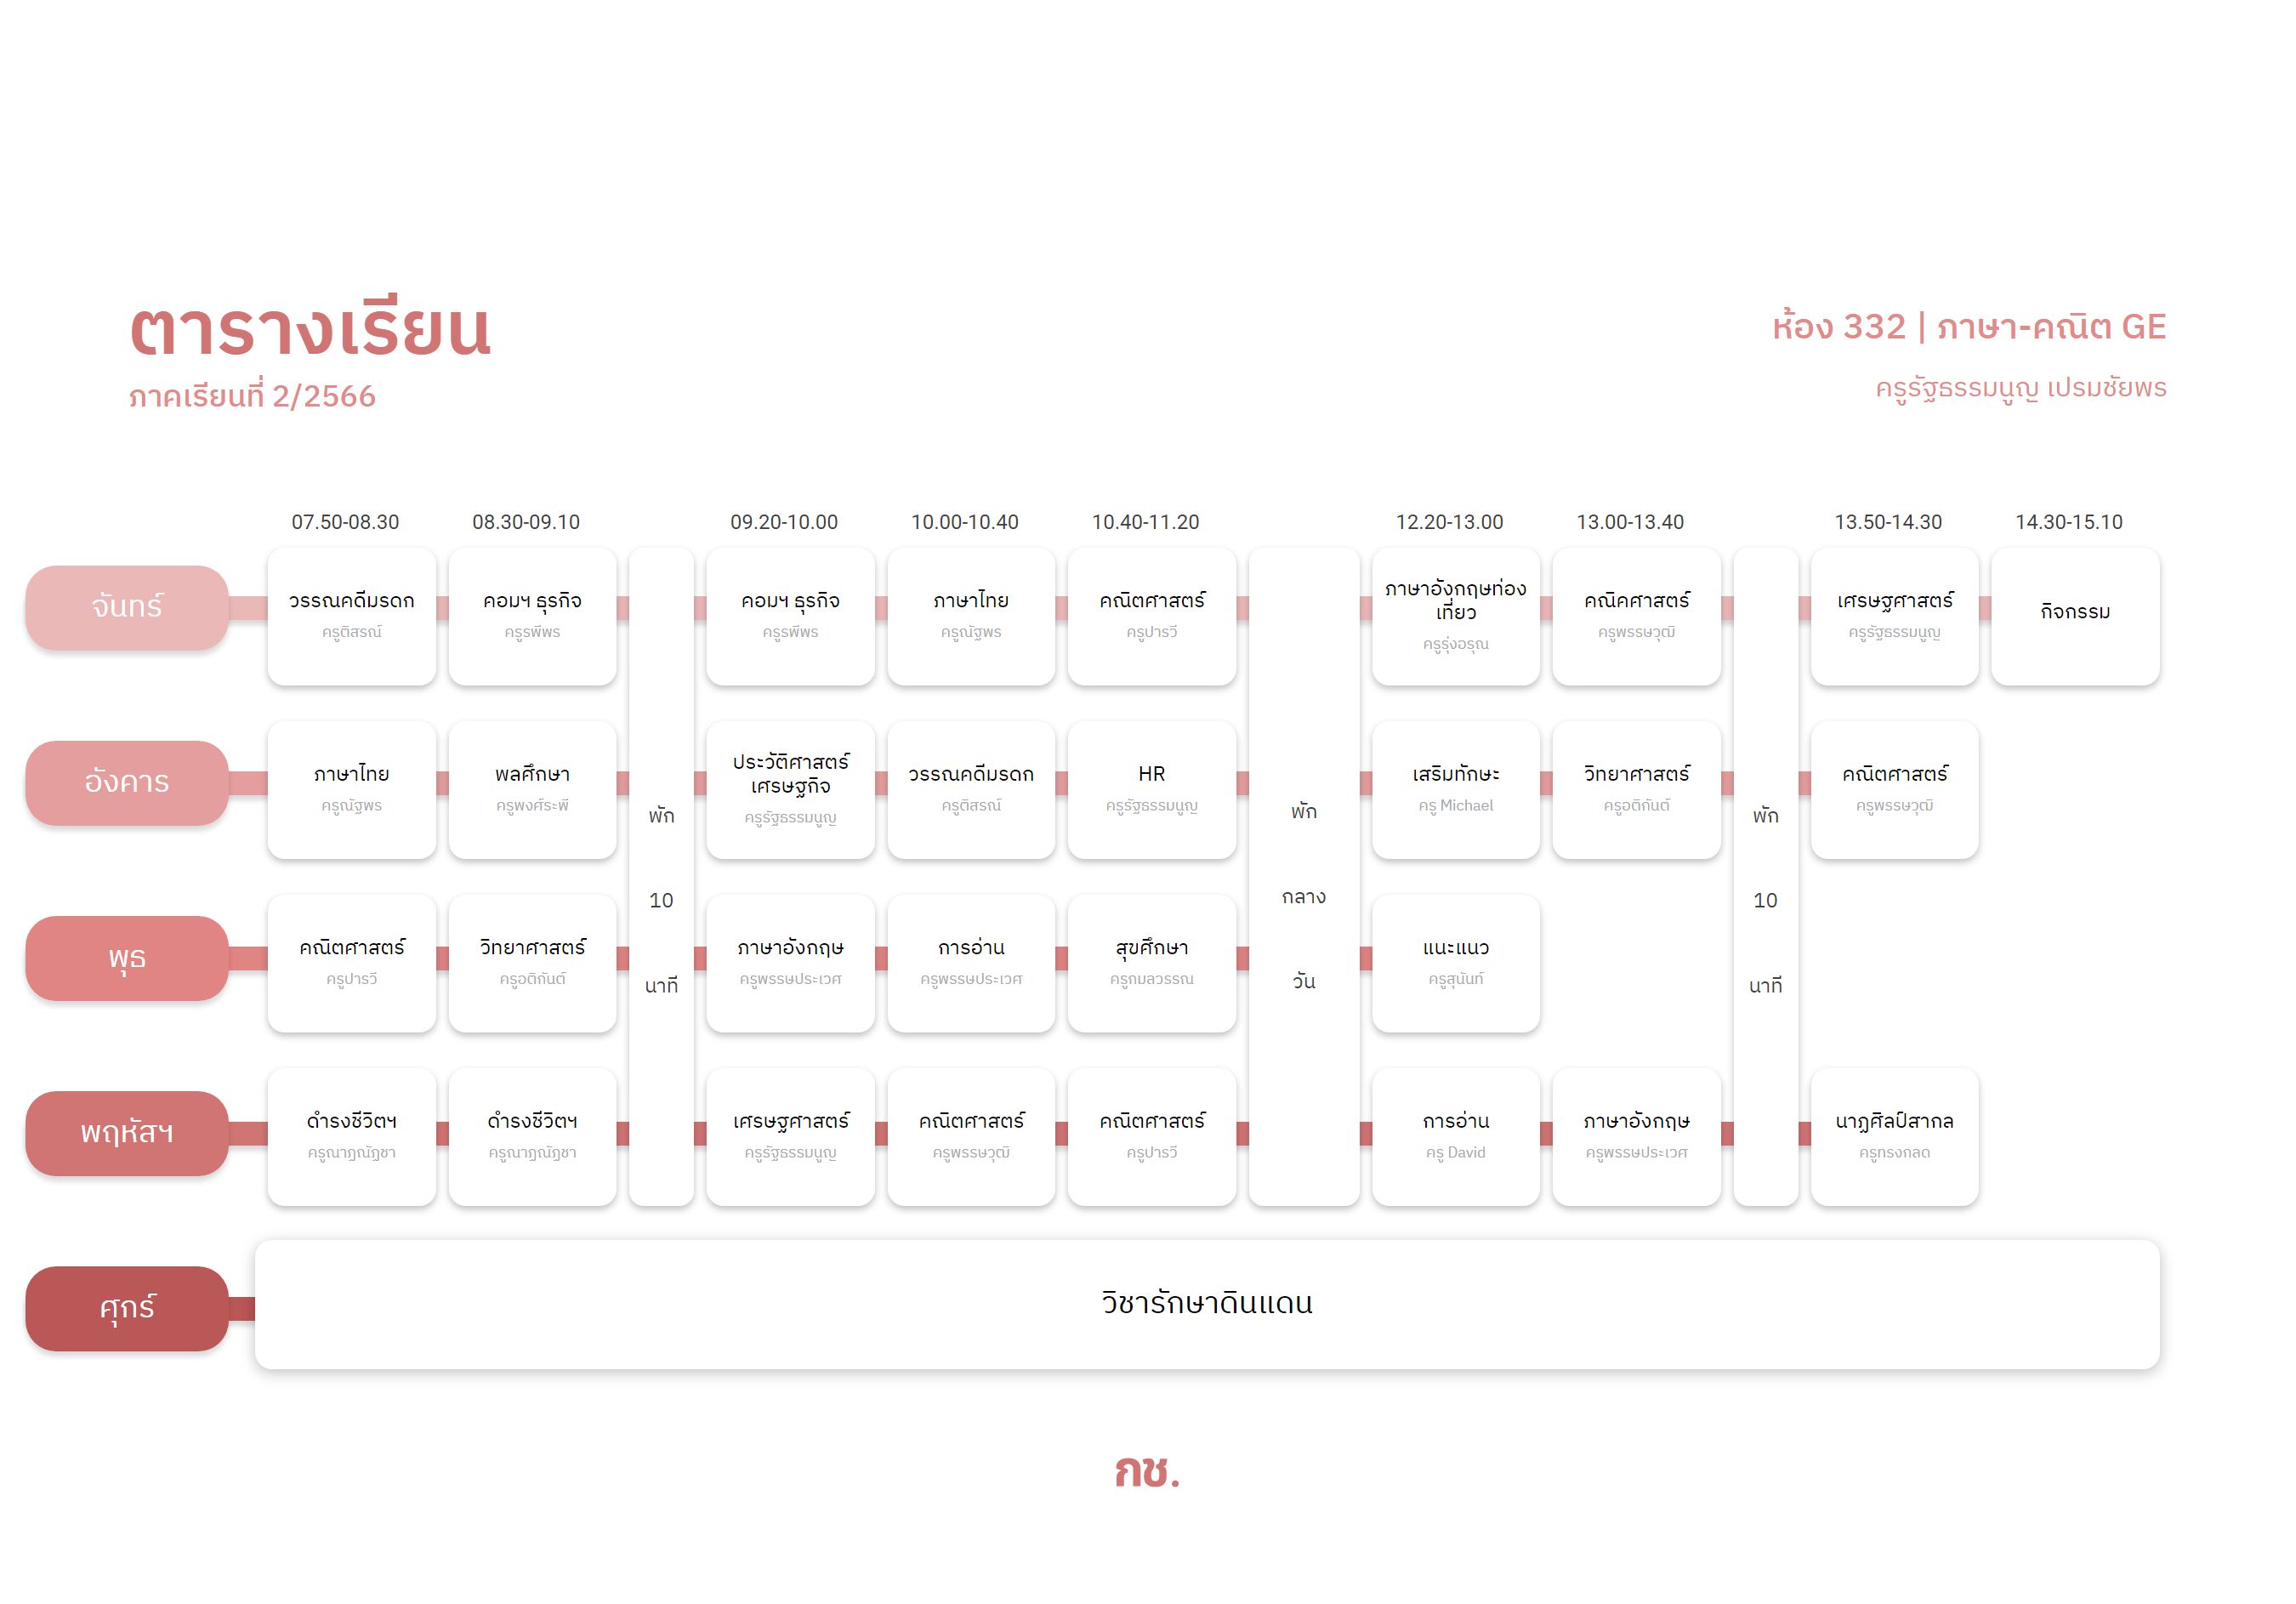 ตารางเรียน
ภาคเรียนที่ 2/2566
ห้อง 332 | ภาษา-คณิต GE
ครูรัฐธรรมนูญ เปรมชัยพร
07.50-08.30 08.30-09.10 09.20-10.00 10.00-10.40 10.40-11.20 12.20-13.00 13.00-13.40 13.50-14.30 14.30-15.10
จันทร์
วรรณคดีมรดก
ครูติสรณ์
คอมฯ ธุรกิจ
ครูรพีพร
คอมฯ ธุรกิจ
ครูรพีพร
ภาษาไทย
ครูณัฐพร
คณิตศาสตร์
ครูปารวี
ภาษาอังกฤษท่อง
เที่ยว
ครูรุ่งอรุณ
คณิคศาสตร์
ครูพรรษวุฒิ
เศรษฐศาสตร์
ครูรัฐธรรมนูญ
กิจกรรม
อังคาร
ภาษาไทย
ครูณัฐพร
พลศึกษา
ครูพงศ์ระพี
ประวัติศาสตร์
เศรษฐกิจ
ครูรัฐธรรมนูญ
วรรณคดีมรดก
ครูติสรณ์
HR
ครูรัฐธรรมนูญ
เสริมทักษะ
ครู Michael
วิทยาศาสตร์
ครูอติกันต์
คณิตศาสตร์
ครูพรรษวุฒิ
พัก
10
นาที
พัก
กลาง
วัน
พัก
10
นาที
พุธ
คณิตศาสตร์
ครูปารวี
วิทยาศาสตร์
ครูอติกันต์
ภาษาอังกฤษ
ครูพรรษประเวศ
การอ่าน
ครูพรรษประเวศ
สุขศึกษา
ครูกมลวรรณ
แนะแนว
ครูสุนันท์
พฤหัสฯ
ดำรงชีวิตฯ
ครูณาฏณัฏชา
ดำรงชีวิตฯ
ครูณาฏณัฏชา
เศรษฐศาสตร์
ครูรัฐธรรมนูญ
คณิตศาสตร์
ครูพรรษวุฒิ
คณิตศาสตร์
ครูปารวี
การอ่าน
ครู David
ภาษาอังกฤษ
ครูพรรษประเวศ
นาฏศิลป์สากล
ครูทรงกลด
ศุกร์
วิชารักษาดินแดน
กช.